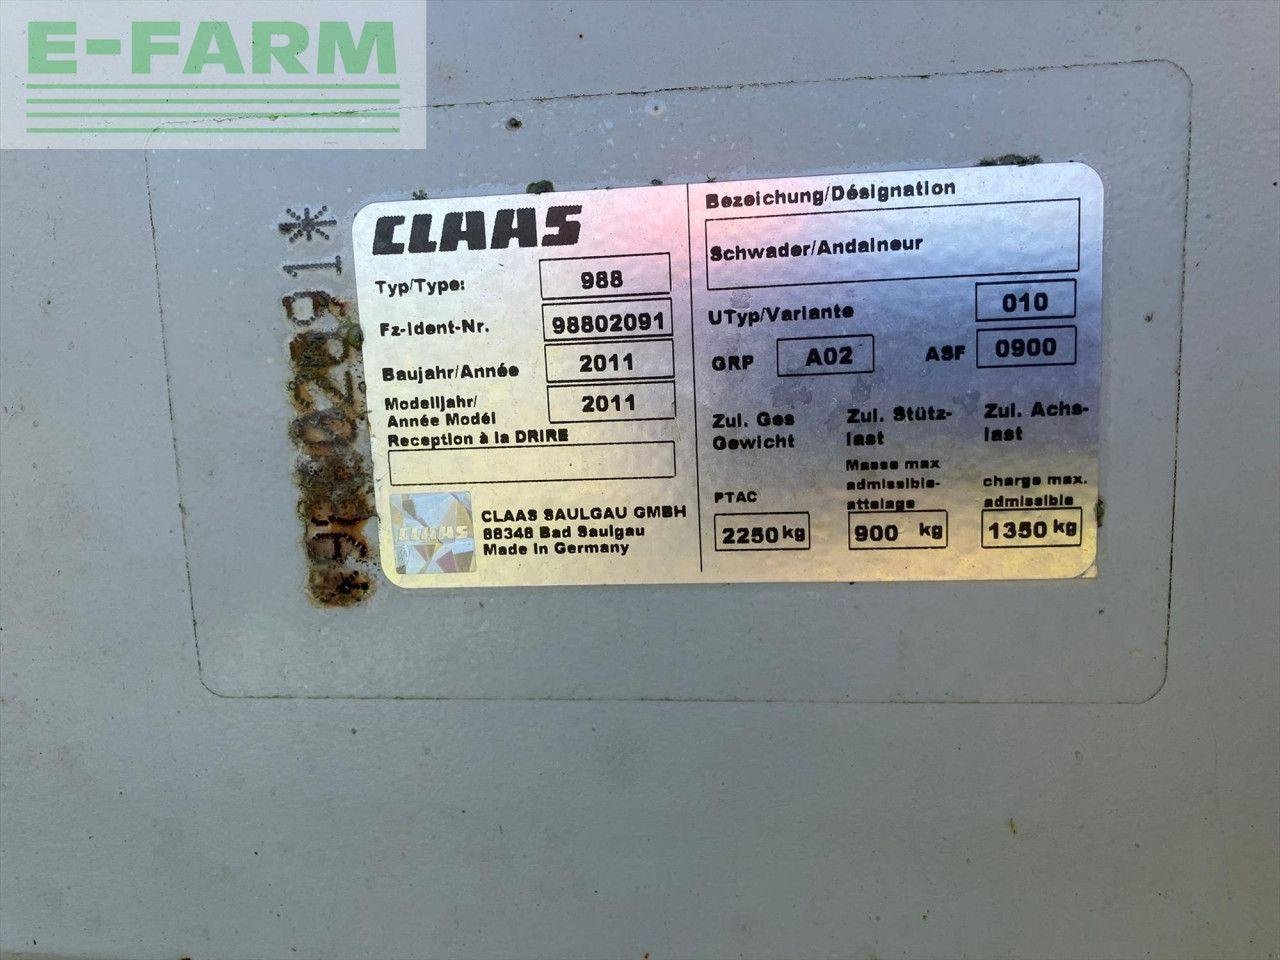 E-FARM
CLAAS
Typ/Type: 988
Fz-Ident-Nr. 98802091
Baujahr/Année 2011
Modelljahr/
Année Modél 2011
Reception à la DRIRE
CLAAS
CLAAS SAULGAU GMBH
88348 Bad Saulgau
Made In Germany
Bezeichung/Désignation
Schwader/Andaineur
UTyp/Variante 010
GRP A02 ASF 0900
Zul. Ges Gewicht
Zul. Stütz-last
Zul. Achs-last
PTAC
Masse max admissible-attelage
charge max. admissible
2250 kg 900 kg 1350 kg
02091*